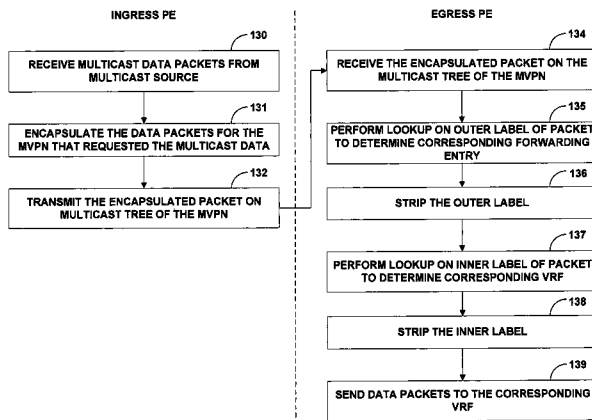 INGRESS PE
130
RECEIVE MULTICAST DATA PACKETS FROM
MULTICAST SOURCE
131
ENCAPSULATE THE DATA PACKETS FOR THE
MVPN THAT REQUESTED THE MULTICAST DATA
132
TRANSMIT THE ENCAPSULATED PACKET ON
MULTICAST TREE OF THE MVPN
EGRESS PE
134
RECEIVE THE ENCAPSULATED PACKET ON THE
MULTICAST TREE OF THE MVPN
135
PERFORM LOOKUP ON OUTER LABEL OF PACKET
TO DETERMINE CORRESPONDING FORWARDING
ENTRY
136
STRIP THE OUTER LABEL
137
PERFORM LOOKUP ON INNER LABEL OF PACKET
TO DETERMINE CORRESPONDING VRF
138
STRIP THE INNER LABEL
139
SEND DATA PACKETS TO THE CORRESPONDING
VRF